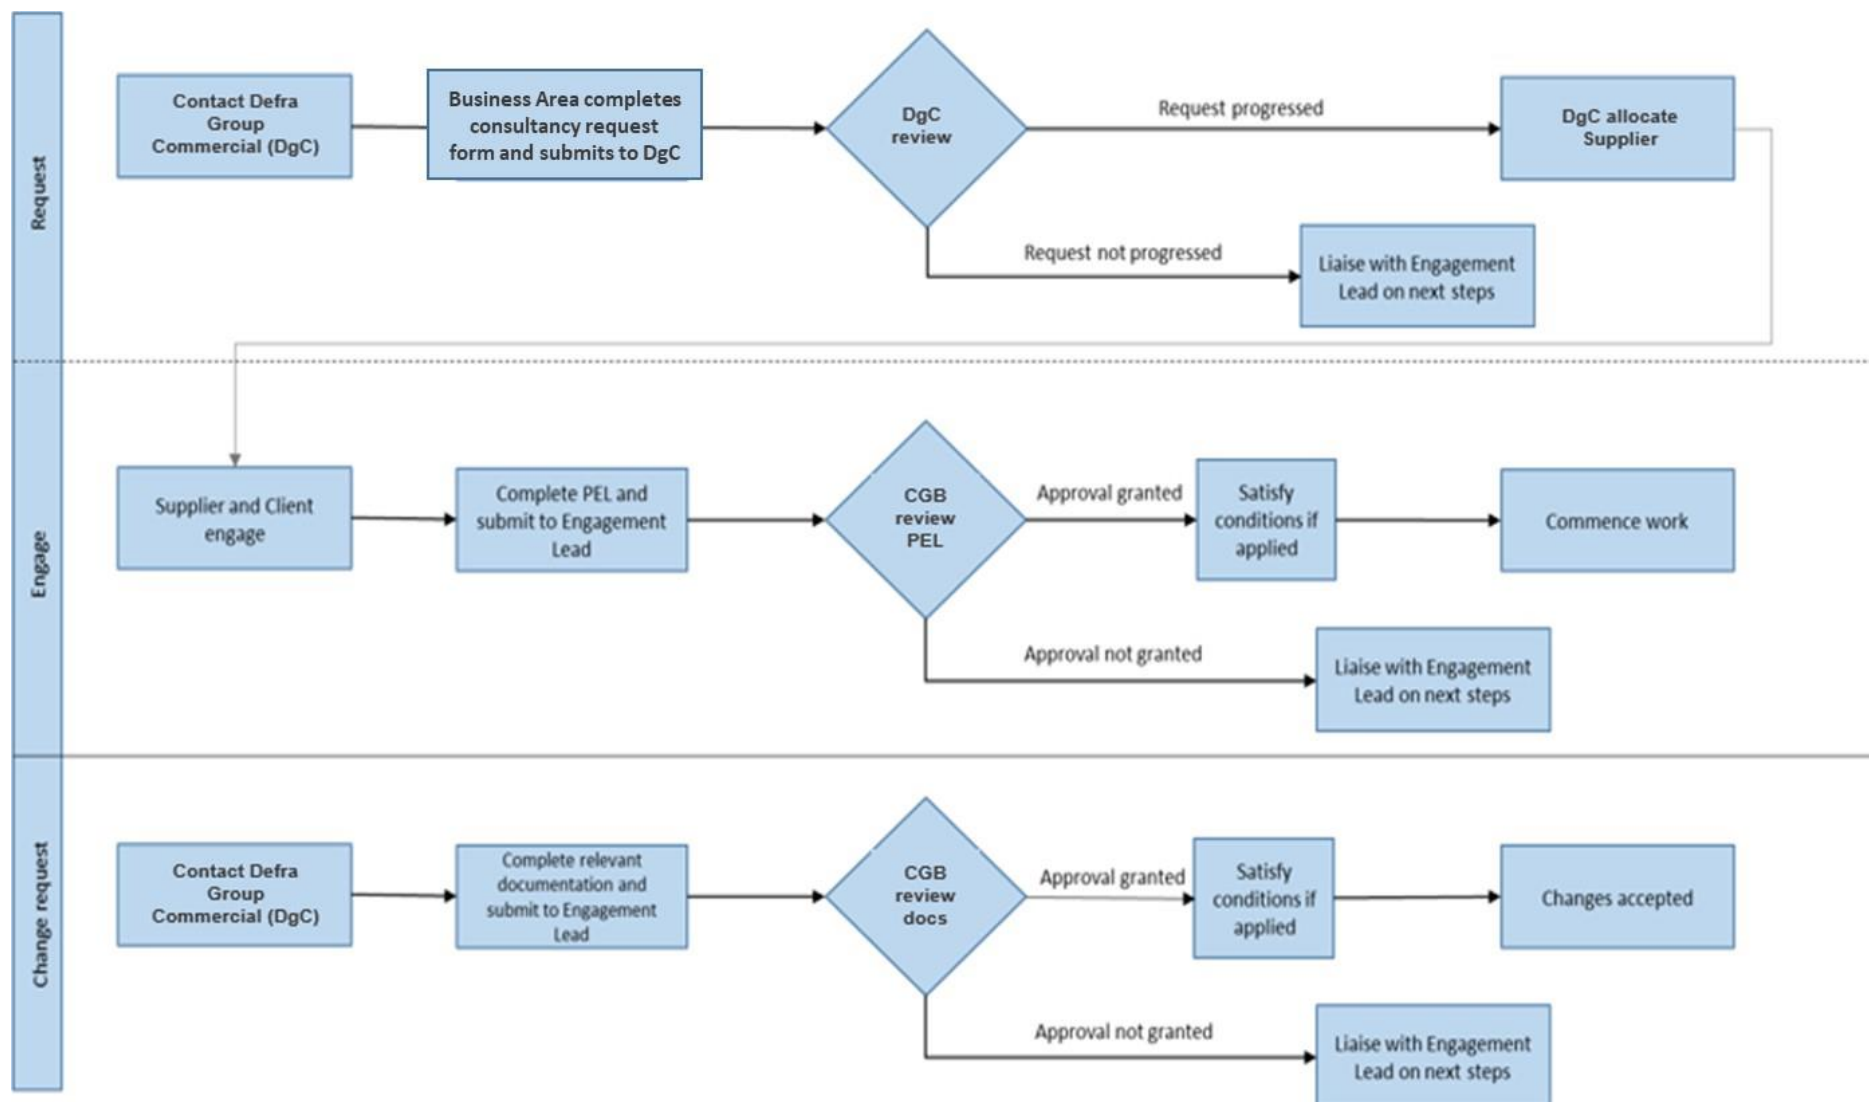 Request
Contact Defra
Group
Commercial (DgC)
Business Area completes
consultancy request
form and submits to DgC
DgC
review
Request progressed
DgC allocate
Supplier
Request not progressed
Liaise with Engagement
Lead on next steps
Engage
Supplier and Client
engage
Complete PEL and
submit to Engagement
Lead
CGB
review
PEL
Approval granted
Satisfy
conditions if
applied
Commence work
Approval not granted
Liaise with Engagement
Lead on next steps
Change request
Contact Defra
Group
Commercial (DgC)
Complete relevant
documentation and
submit to Engagement
Lead
CGB
review
docs
Approval granted
Satisfy
conditions if
applied
Changes accepted
Approval not granted
Liaise with Engagement
Lead on next steps